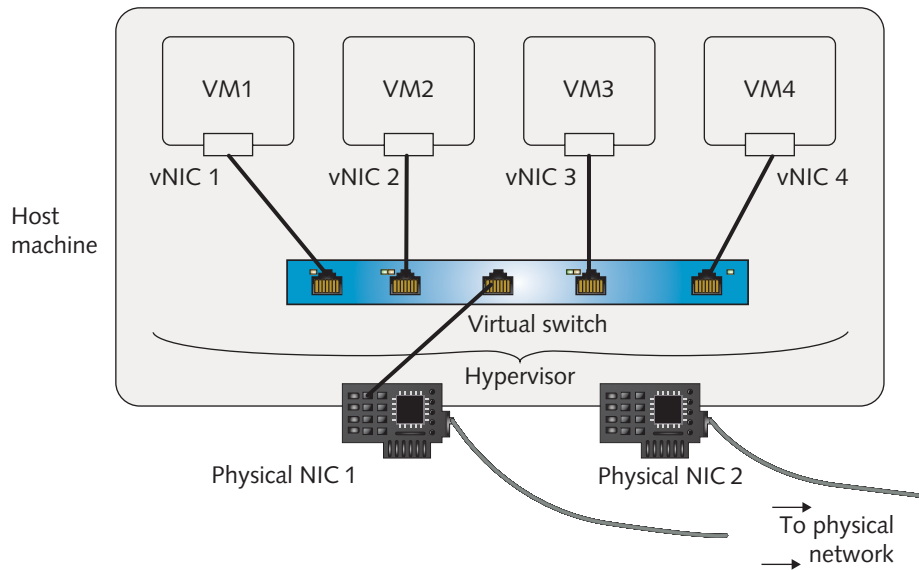 VM1
VM2
VM3
VM4
vNIC 1
vNIC 2
vNIC 3
vNIC 4
Host
machine
Virtual switch
Hypervisor
Physical NIC 1
Physical NIC 2
To physical
network